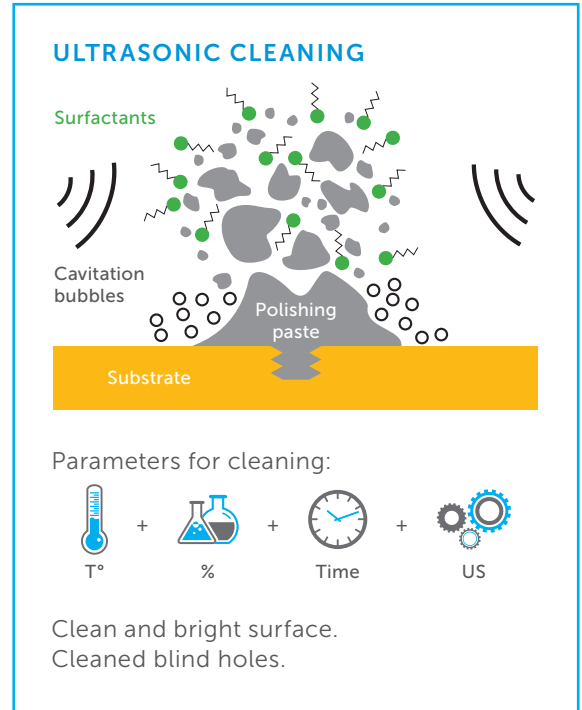 ULTRASONIC CLEANING
Surfactants
Cavitation
bubbles
Polishing
paste
Substrate
Parameters for cleaning:
+ + +
T° % Time US
Clean and bright surface.
Cleaned blind holes.